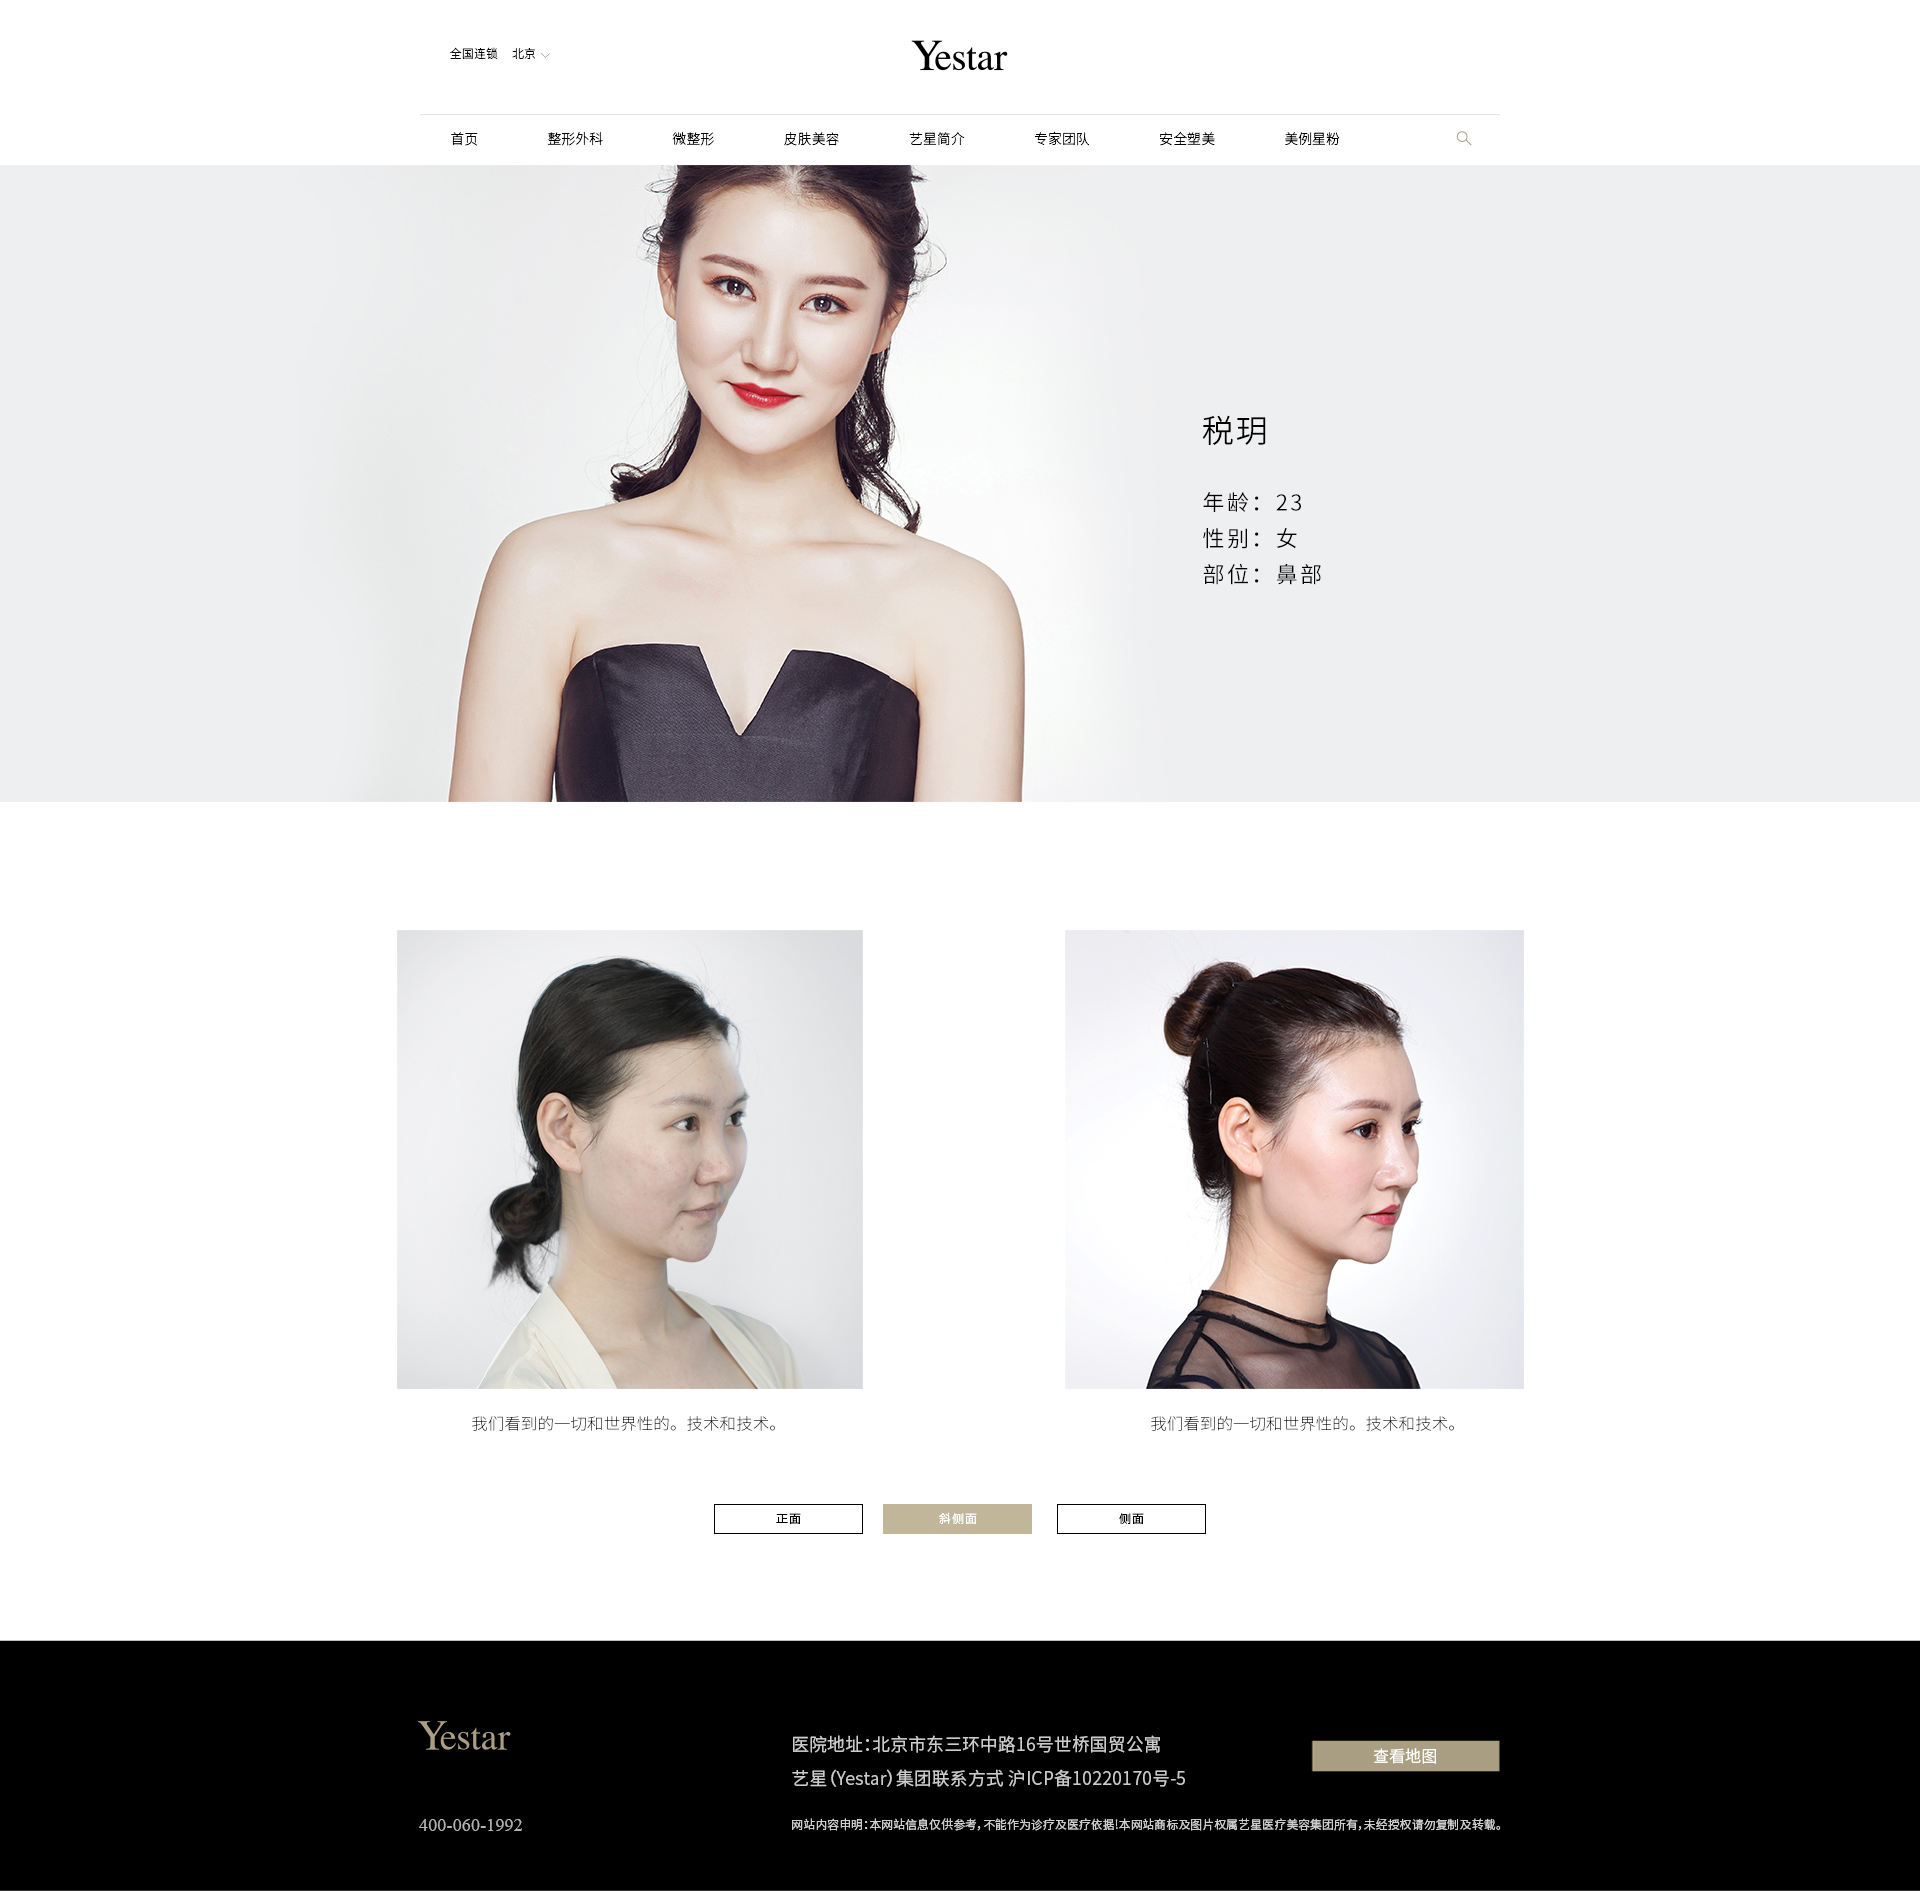 全国连锁 北京
Yestar
首页 整形外科 微整形 皮肤美容 艺星简介 专家团队 安全塑美 美例星粉
税玥
年龄：23
性别：女
部位：鼻部
我们看到的一切和世界性的。技术和技术。
我们看到的一切和世界性的。技术和技术。
正面 斜侧面 侧面
Yestar
医院地址：北京市东三环中路16号世桥国贸公寓
艺星（Yestar）集团联系方式 沪ICP备10220170号-5
查看地图
400-060-1992
网站内容申明：本网站信息仅供参考，不能作为诊疗及医疗依据！本网站商标及图片权属艺星医疗美容集团所有，未经授权请勿复制及转载。